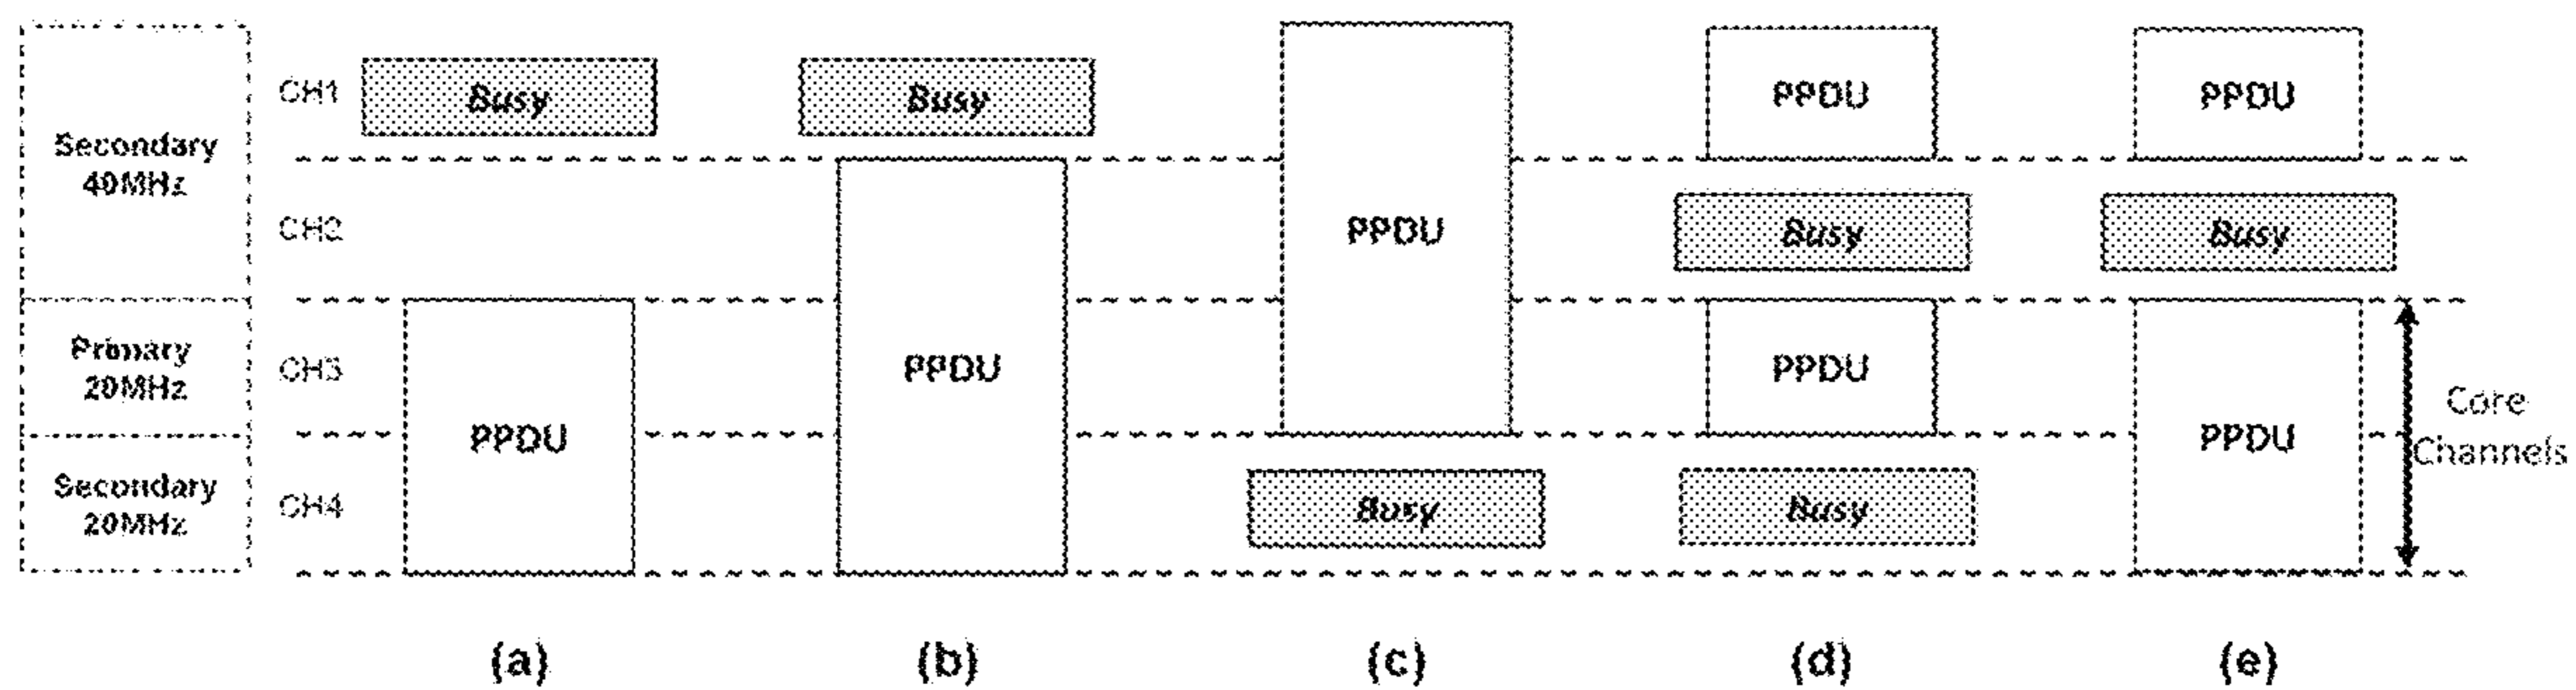 Secondary
40MHz
Primary
20MHz
Secondary
20MHz
CH1
CH2
CH3
CH4
Busy
PPDU
Busy
PPDU
PPDU
Busy
PPDU
Busy
PPDU
Busy
PPDU
Busy
PPDU
Core
Channels
(a)
(b)
(c)
(d)
(e)